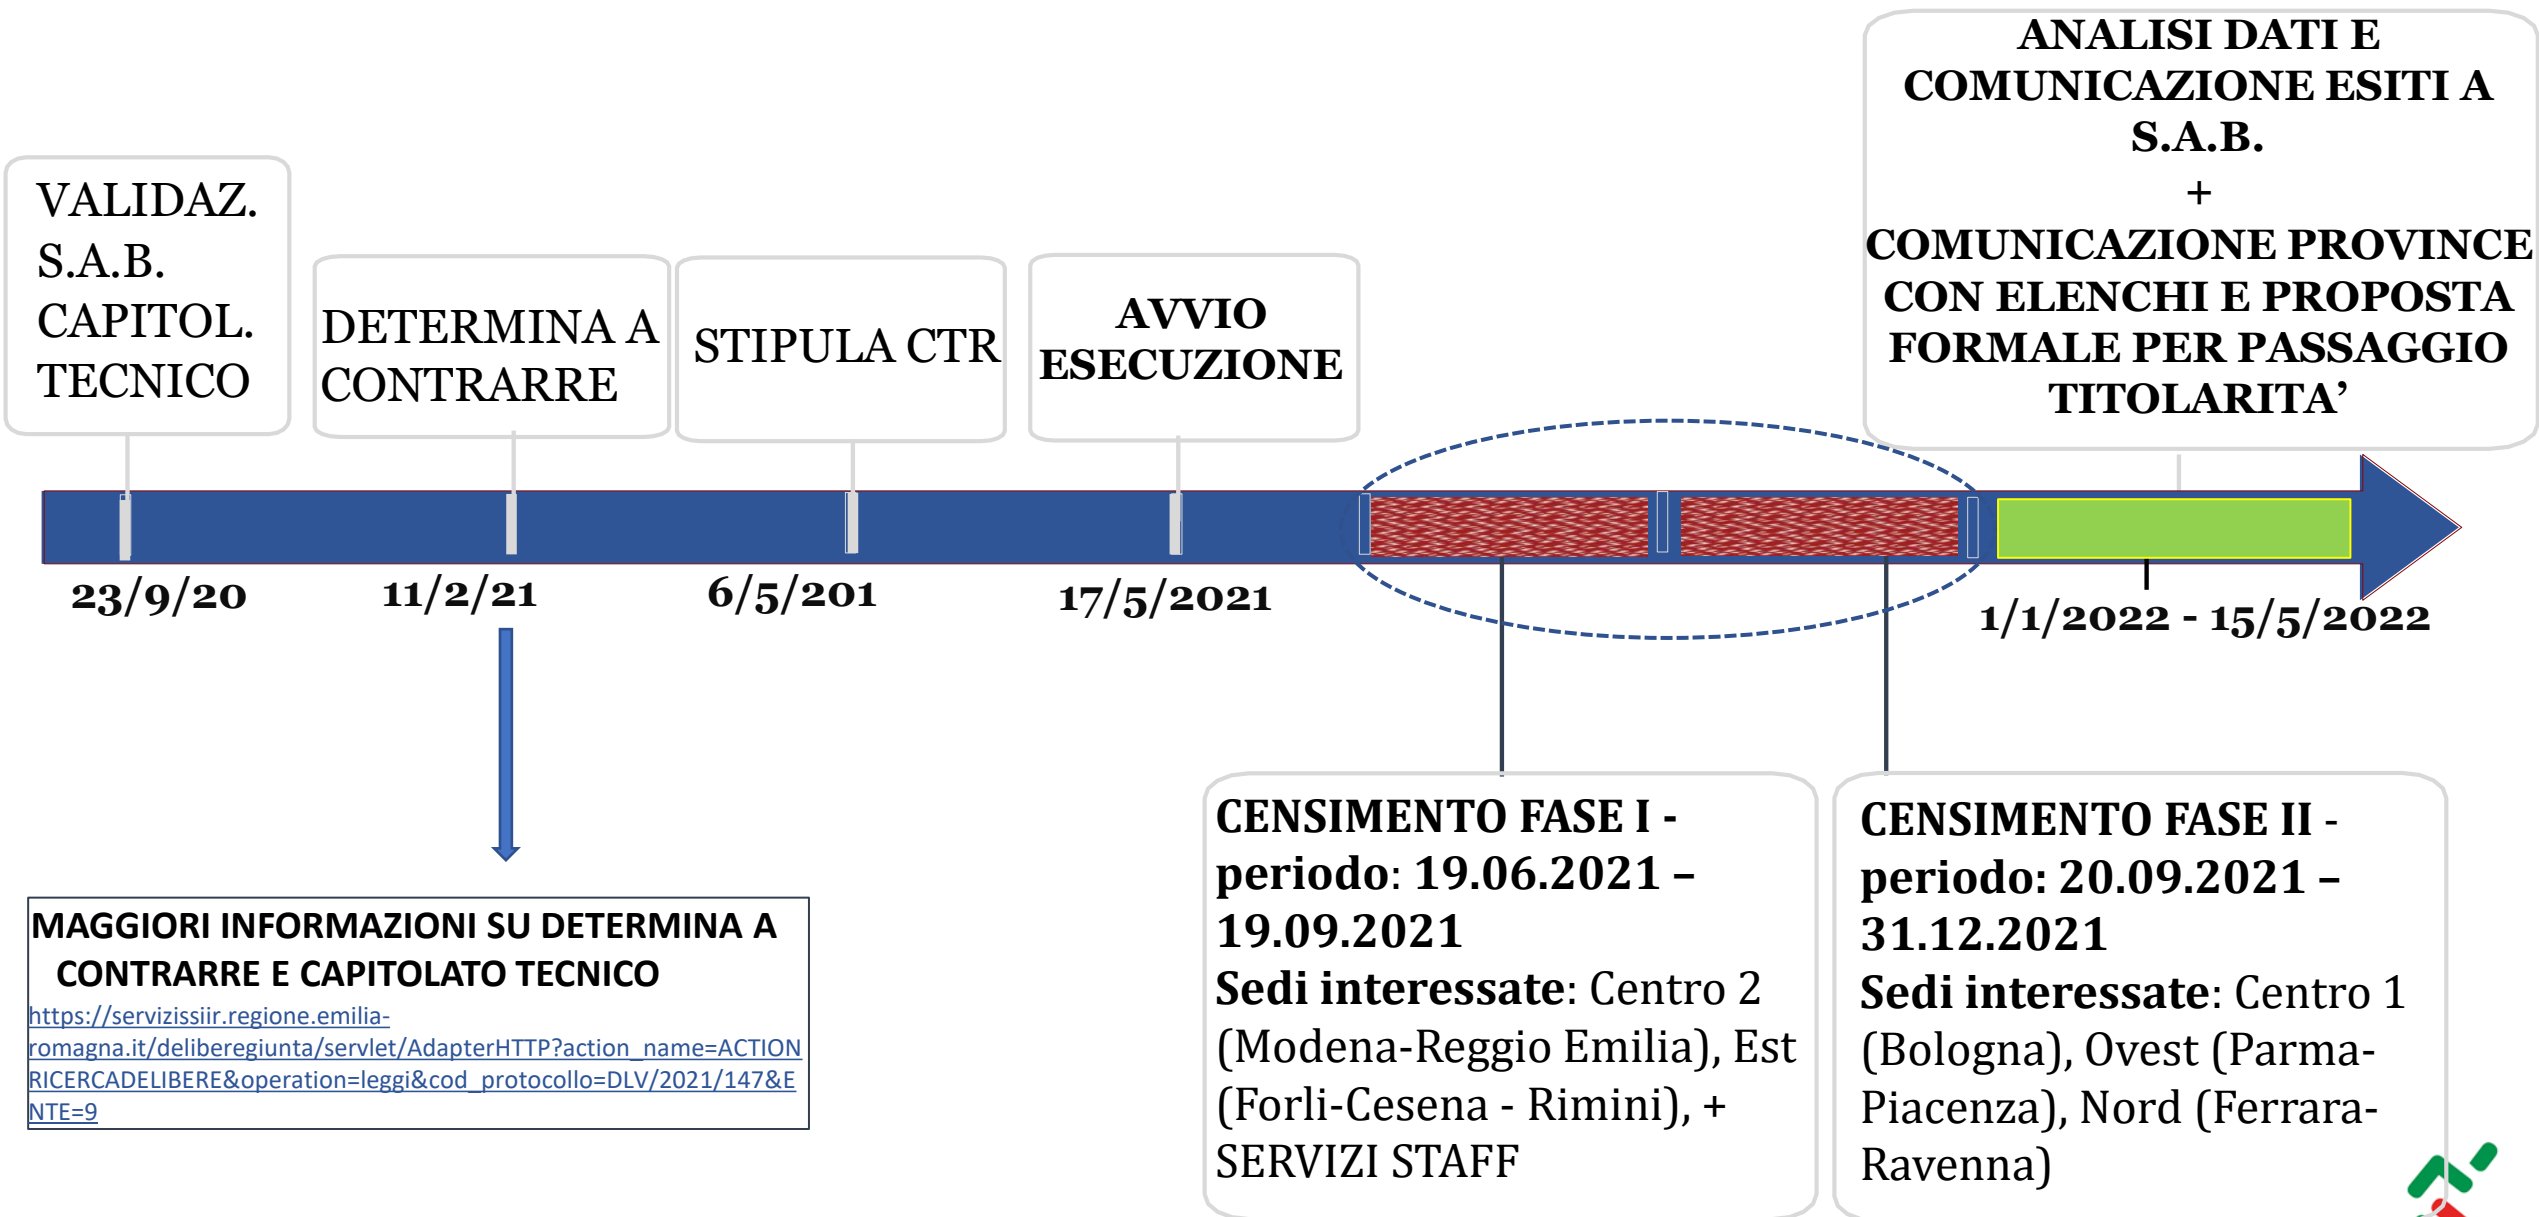 VALIDAZ.
S.A.B.
CAPITOL.
TECNICO
DETERMINA A
CONTRARRE
STIPULA CTR
AVVIO
ESECUZIONE
ANALISI DATI E
COMUNICAZIONE ESITI A
S.A.B.
+
COMUNICAZIONE PROVINCE
CON ELENCHI E PROPOSTA
FORMALE PER PASSAGGIO
TITOLARITA’
23/9/20
11/2/21
6/5/201
17/5/2021
1/1/2022 - 15/5/2022
MAGGIORI INFORMAZIONI SU DETERMINA A
CONTRARRE E CAPITOLATO TECNICO
https://servizissiir.regione.emilia-
romagna.it/deliberegiunta/servlet/AdapterHTTP?action_name=ACTION
RICERCADELIBERE&operation=leggi&cod_protocollo=DLV/2021/147&E
NTE=9
CENSIMENTO FASE I -
periodo: 19.06.2021 –
19.09.2021
Sedi interessate: Centro 2
(Modena-Reggio Emilia), Est
(Forli-Cesena - Rimini), +
SERVIZI STAFF
CENSIMENTO FASE II -
periodo: 20.09.2021 –
31.12.2021
Sedi interessate: Centro 1
(Bologna), Ovest (Parma-
Piacenza), Nord (Ferrara-
Ravenna)